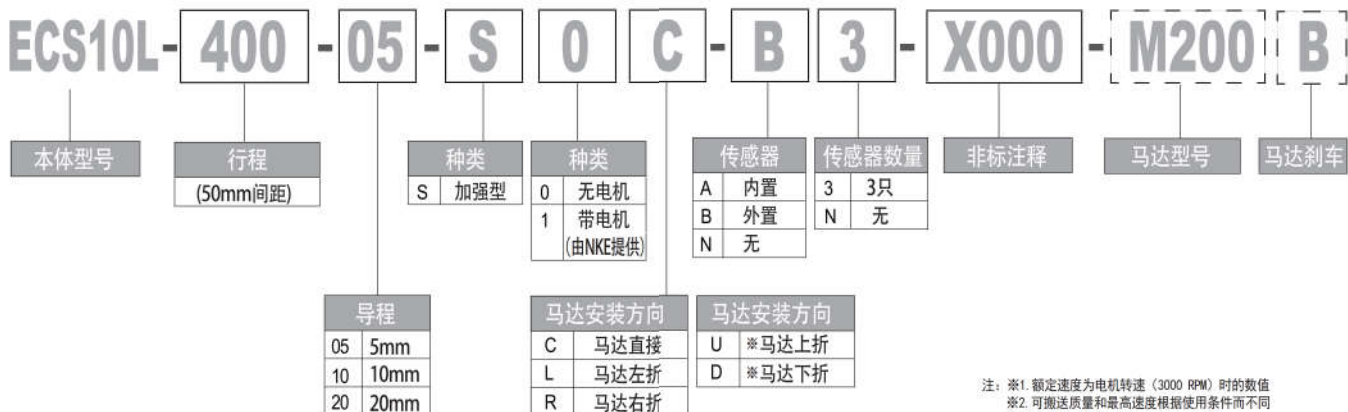 ECS10L-400-05-S0C-B3-X000-M200B
本体型号 行程 种类 种类 传感器 传感器数量 非标注释 马达型号 马达刹车
(50mm间距) S 加强型 0 无电机 A 内置 3 3只
1 带电机 B 外置 N 无
(由NKE提供) N 无
导程 马达安装方向 马达安装方向
05 5mm C 马达直接 U ※马达上折
10 10mm L 马达左折 D ※马达下折
20 20mm R 马达右折
注：※1. 额定速度为电机转速（3000 RPM）时的数值
※2. 可搬送质量和最高速度根据使用条件而不同